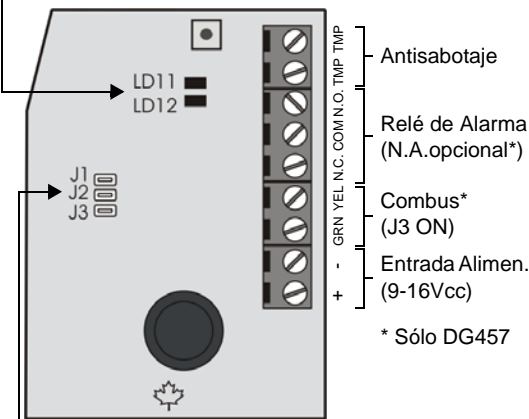 LD11
LD12
J1
J2
J3
TMP TMP
N.C. COM N.O.
GRN YEL
-
+
Antisabotaje
Relé de Alarma
(N.A.opcional*)
Combus*
(J3 ON)
Entrada Alimen.
(9-16Vcc)
* Sólo DG457